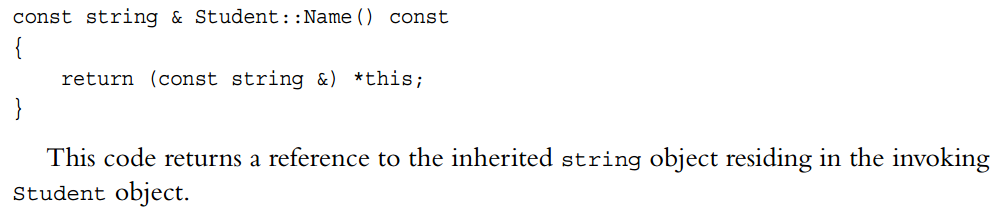 const string & Student::Name() const
{
    return (const string &) *this;
}
This code returns a reference to the inherited string object residing in the invoking
Student object.